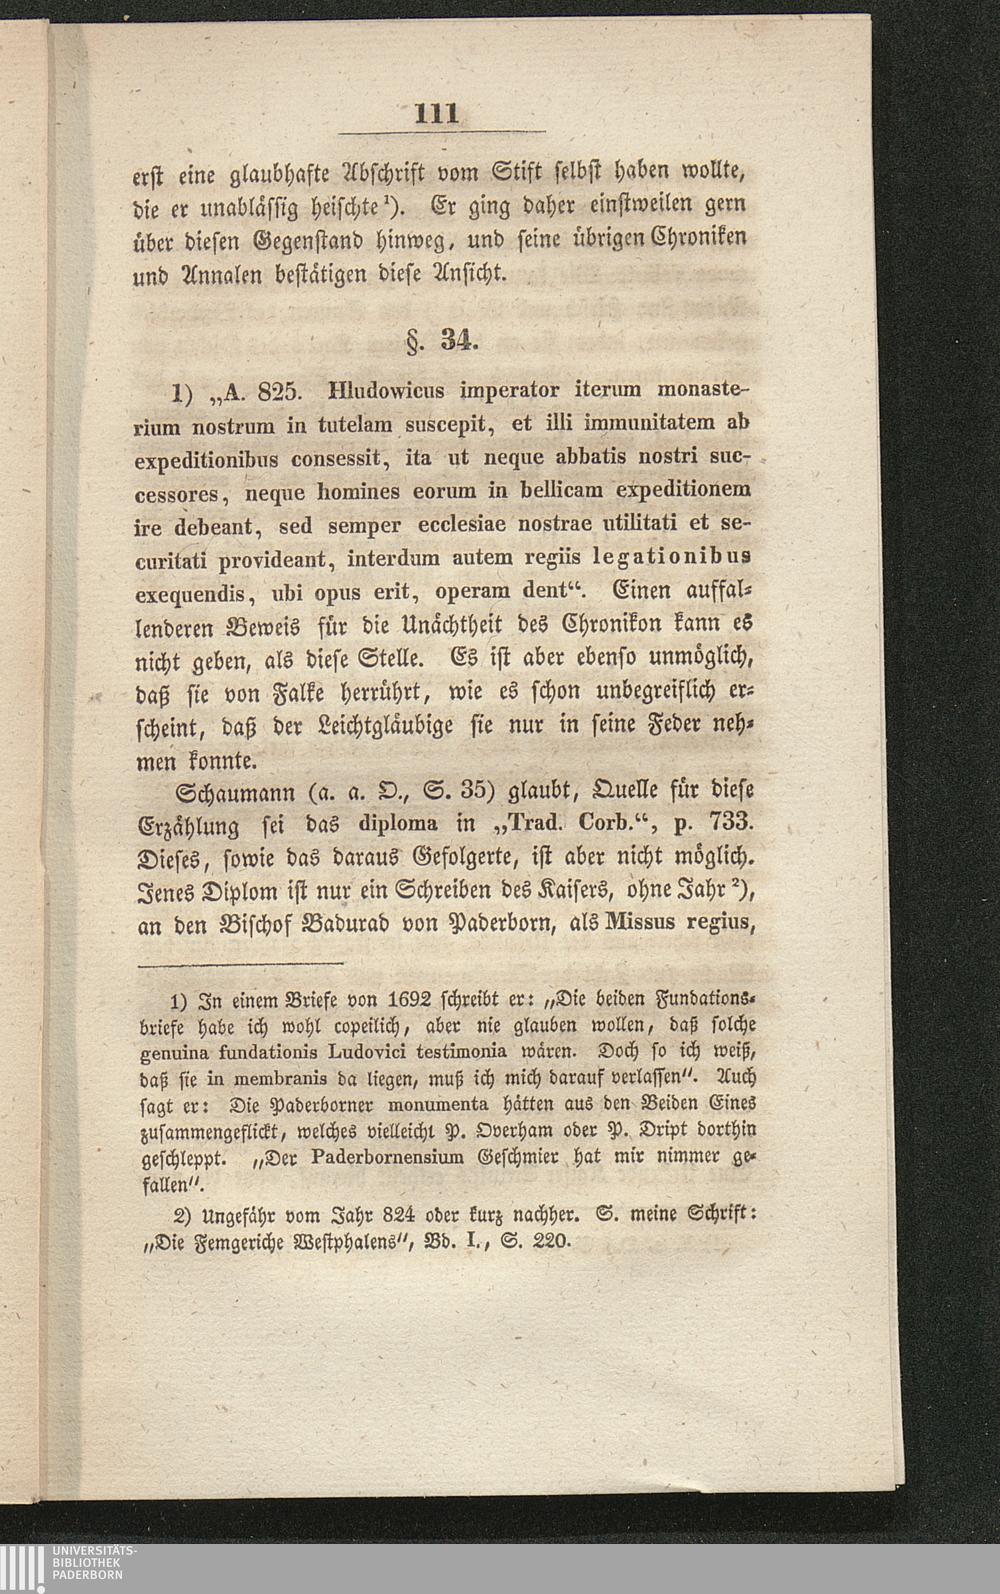 111
erst eine glaubhafte Abschrift vom Stift selbst haben wollte,
die er unablässig heischte¹). Er ging daher einstweilen gern
über diesen Gegenstand hinweg, und seine übrigen Chroniken
und Annalen bestätigen diese Ansicht.
§. 34.
1) „A. 825. Hludowicus imperator iterum monaste-
rium nostrum in tutelam suscepit, et illi immunitatem ab
expeditionibus consessit, ita ut neque abbatis nostri suc-
cessores, neque homines eorum in bellicam expeditionem
ire debeant, sed semper ecclesiae nostrae utilitati et se-
curitati provideant, interdum autem regiis legationibus
exequendis, ubi opus erit, operam dent“. Einen auffal-
lenderen Beweis für die Unächtheit des Chronikon kann es
nicht geben, als diese Stelle. Es ist aber ebenso unmöglich,
daß sie von Falke herrührt, wie es schon unbegreiflich er-
scheint, daß der Leichtgläubige sie nur in seine Feder neh-
men konnte.
Schaumann (a. a. O., S. 35) glaubt, Quelle für diese
Erzählung sei das diploma in „Trad. Corb.“, p. 733.
Dieses, sowie das daraus Gefolgerte, ist aber nicht möglich.
Jenes Diplom ist nur ein Schreiben des Kaisers, ohne Jahr²),
an den Bischof Badurad von Paderborn, als Missus regius,
1) In einem Briefe von 1692 schreibt er: „Die beiden Fundations-
briefe habe ich wohl copeilich, aber nie glauben wollen, daß solche
genuina fundationis Ludovici testimonia wären. Doch so ich weiß,
daß sie in membranis da liegen, muß ich mich darauf verlassen“. Auch
sagt er: Die Paderborner monumenta hätten aus den Beiden Eines
zusammengeflickt, welches vielleicht P. Overham oder P. Dript dorthin
geschleppt. „Der Paderbornensium Geschmier hat mir nimmer ge-
fallen“.
2) Ungefähr vom Jahr 824 oder kurz nachher. S. meine Schrift:
„Die Femgeriche Westphalens“, Bd. I., S. 220.
UNIVERSITÄTS-
BIBLIOTHEK
PADERBORN